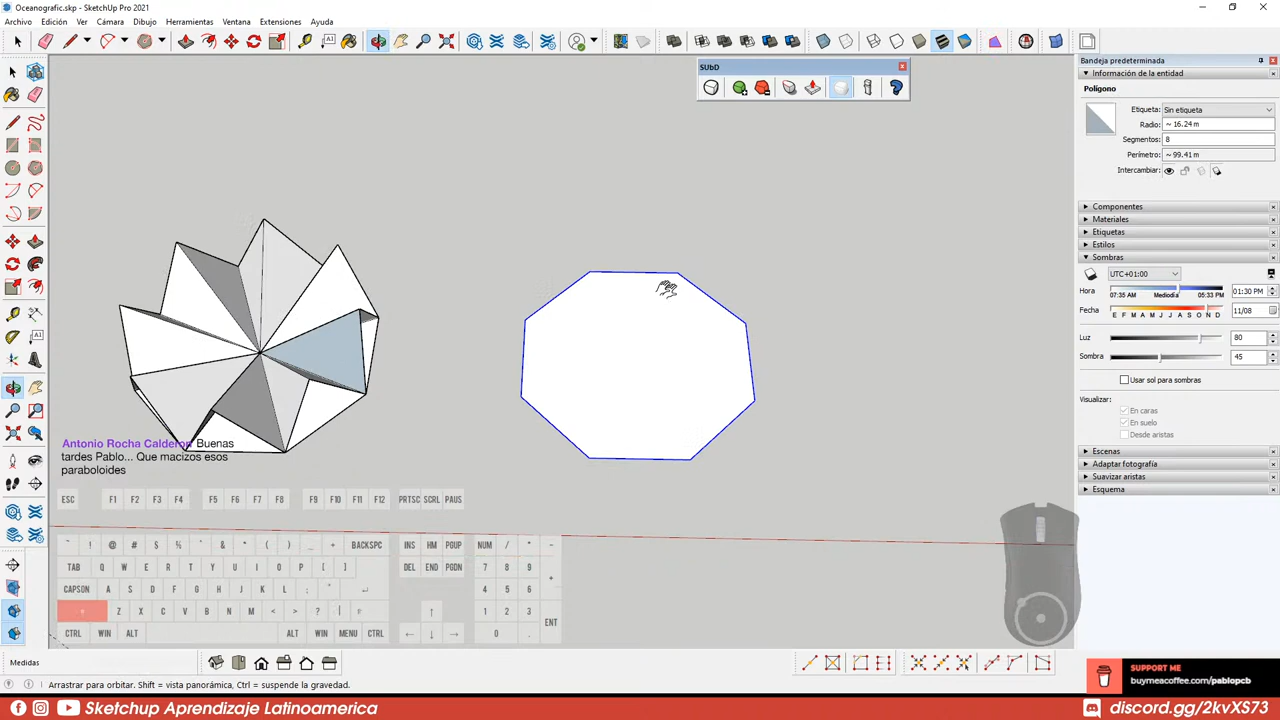 Oceanografic.skp - SketchUp Pro 2021
Archivo Edición Ver Cámara Dibujo Herramientas Ventana Extensiones Ayuda
SUbD
Bandeja predeterminada
Información de la entidad
Polígono
Etiqueta: Sin etiqueta
Radio: ~ 16.24 m
Segmentos: 8
Perímetro: ~ 99.41 m
Intercambiar:
Componentes
Materiales
Etiquetas
Estilos
Sombras
UTC+01:00
Hora 07:35 AM Mediodía 05:33 PM 01:30 PM
Fecha E F M A M J J A S O N D 11/08
Luz 80
Sombra 45
Usar sol para sombras
Visualizar:
En caras
En suelo
Desde aristas
Escenas
Adaptar fotografía
Suavizar aristas
Esquema
Antonio Rocha Calderon Buenas
tardes Pablo... Que macizos esos
paraboloides
ESC F1 F2 F3 F4 F5 F6 F7 F8 F9 F10 F11 F12 PRTSC SCRL PAUS
BACKSPC INS HM PGUP NUM / * -
TAB Q W E R T Y U I O P [ ] DEL END PGDN 7 8 9 +
CAPSON A S D F G H J K L 4 5 6
Z X C V B N M < > ? 1 2 3 ENT
CTRL WIN ALT ALT WIN MENU CTRL 0 .
Medidas
Arrastrar para orbitar. Shift = vista panorámica, Ctrl = suspende la gravedad.
SUPPORT ME
buymeacoffee.com/pablopcb
Sketchup Aprendizaje Latinoamerica
discord.gg/2kvXS73